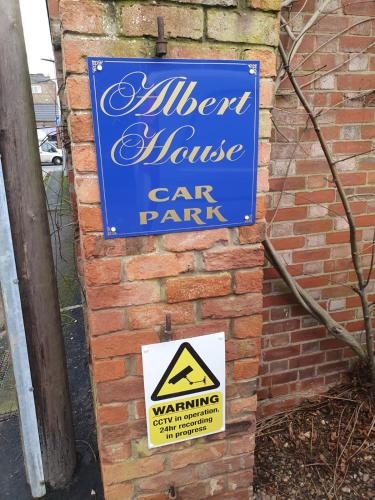 Albert
House
CAR
PARK
WARNING
CCTV in operation.
24hr recording
in progress